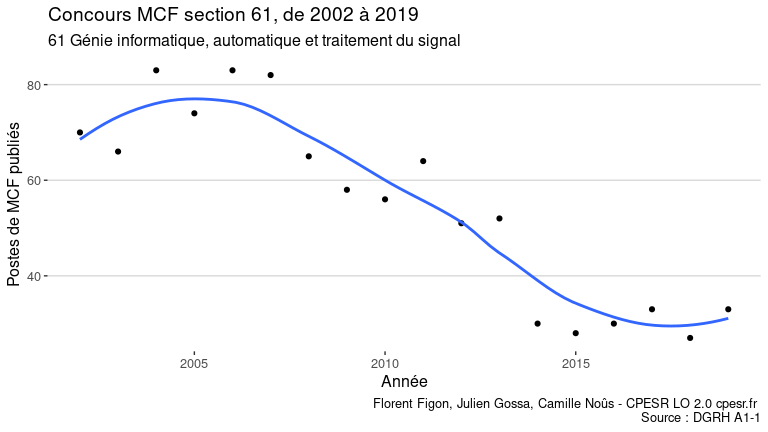 Concours MCF section 61, de 2002 à 2019
61 Génie informatique, automatique et traitement du signal
Postes de MCF publiés
80
60
40
2005 2010 2015
Année
Florent Figon, Julien Gossa, Camille Noûs - CPESR LO 2.0 cpesr.fr
Source : DGRH A1-1